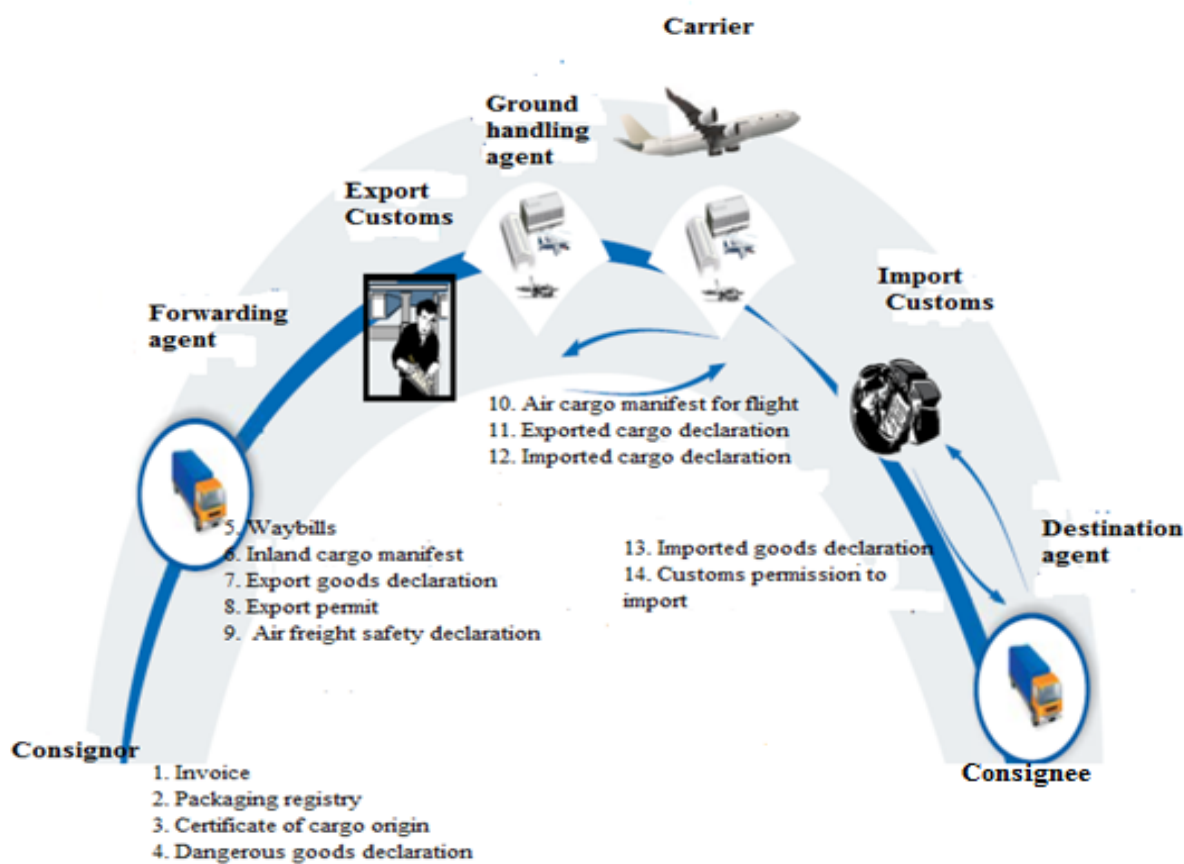 Carrier
Ground
handling
agent
Export
Customs
Import
Customs
Forwarding
agent
10. Air cargo manifest for flight
11. Exported cargo declaration
12. Imported cargo declaration
5. Waybills
6. Inland cargo manifest
7. Export goods declaration
8. Export permit
9. Air freight safety declaration
13. Imported goods declaration
14. Customs permission to
import
Destination
agent
Consignor
1. Invoice
2. Packaging registry
3. Certificate of cargo origin
4. Dangerous goods declaration
Consignee